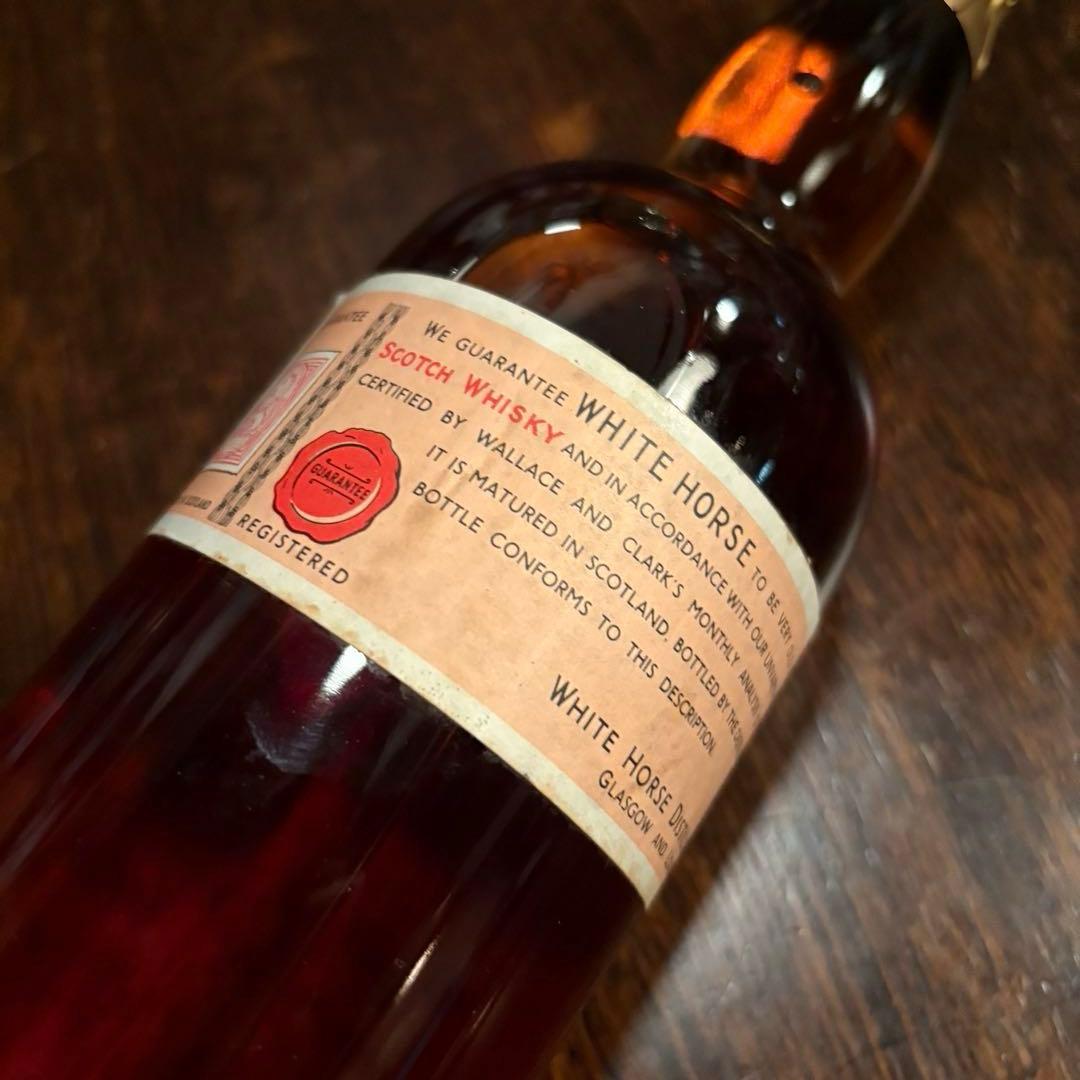 WE GUARANTEE WHITE HORSE TO BE VERY
SCOTCH WHISKY AND IN ACCORDANCE WITH OUR
CERTIFIED BY WALLACE AND CLARK'S MONTHLY
IT IS MATURED IN SCOTLAND, BOTTLED BY THE
BOTTLE CONFORMS TO THIS DESCRIPTION.
GUARANTEE
REGISTERED
WHITE HORSE
GLASGOW AND